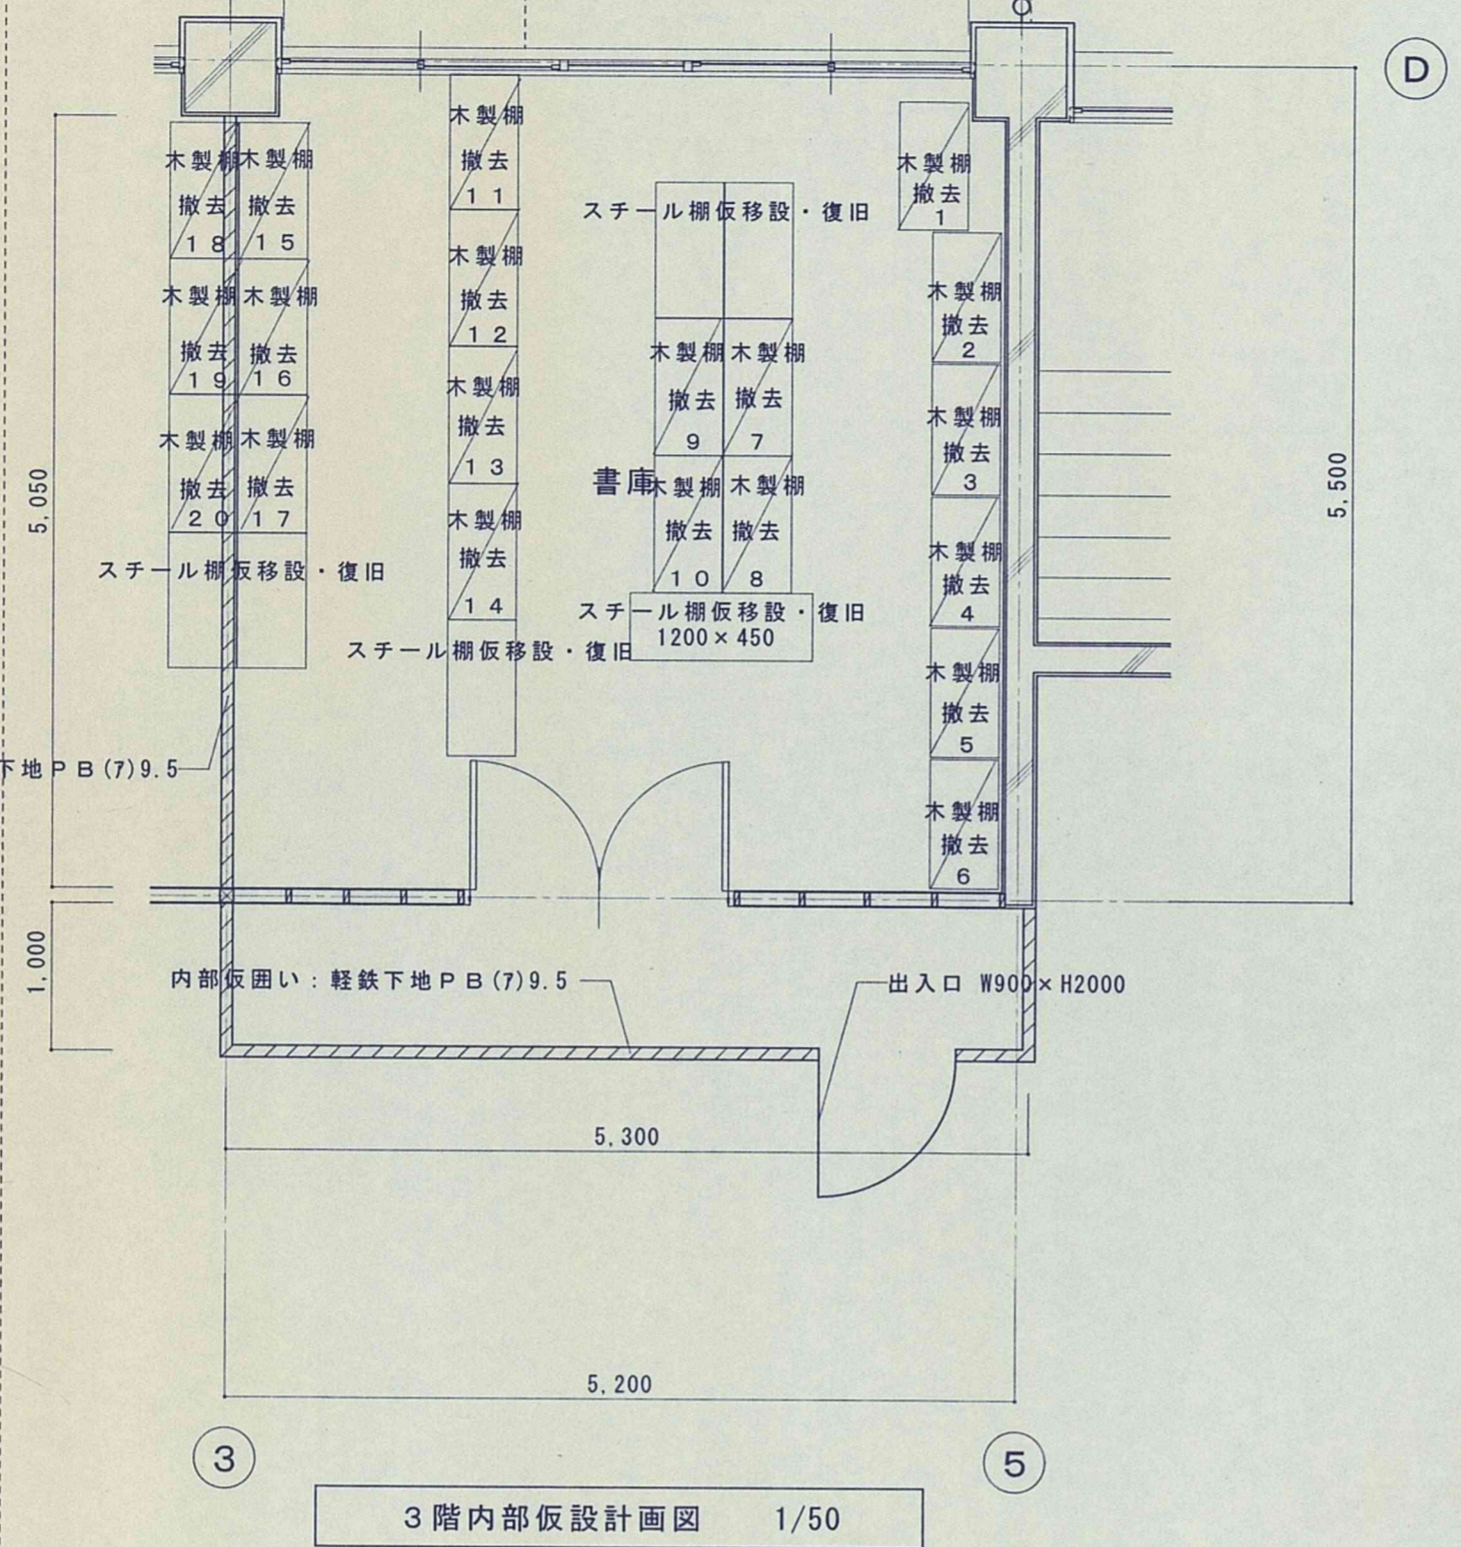 D
木製棚
撤去
18
木製棚
撤去
15
木製棚
撤去
11
スチール棚仮移設・復旧
木製棚
撤去
1
木製棚
撤去
19
木製棚
撤去
16
木製棚
撤去
12
木製棚
撤去
2
木製棚
撤去
9
木製棚
撤去
7
木製棚
撤去
13
木製棚
撤去
3
木製棚
撤去
20
木製棚
撤去
17
5,050
書庫
木製棚
撤去
10
木製棚
撤去
8
5,500
木製棚
撤去
14
木製棚
撤去
4
スチール棚仮移設・復旧
スチール棚仮移設・復旧
1200×450
スチール棚仮移設・復旧
木製棚
撤去
5
下地PB(ｱ)9.5
木製棚
撤去
6
1,000
内部仮囲い：軽鉄下地PB(ｱ)9.5
出入口 W900×H2000
5,300
5,200
3
5
3階内部仮設計画図 1/50